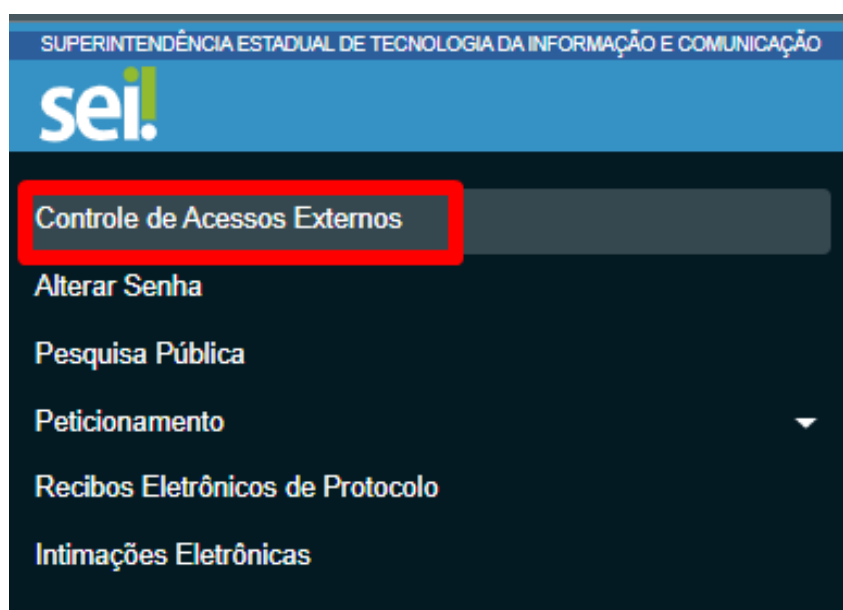 SUPERINTENDÊNCIA ESTADUAL DE TECNOLOGIA DA INFORMAÇÃO E COMUNICAÇÃO
sei!
Controle de Acessos Externos
Alterar Senha
Pesquisa Pública
Peticionamento
Recibos Eletrônicos de Protocolo
Intimações Eletrônicas